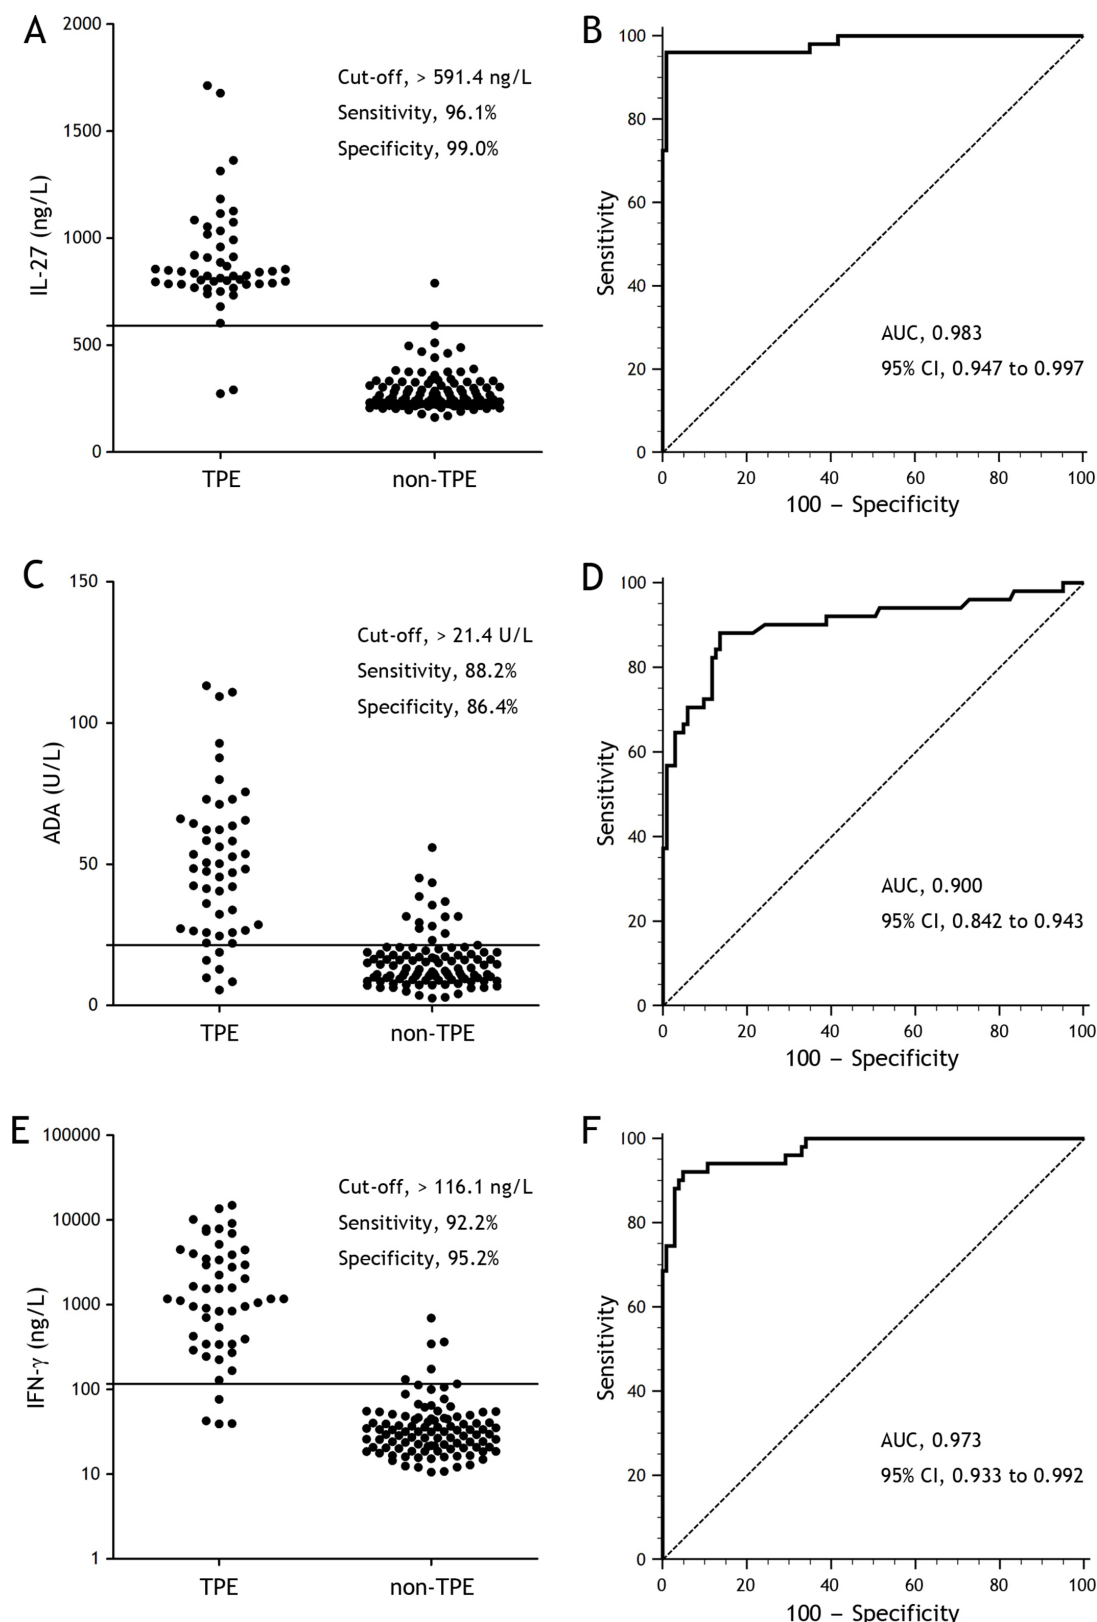 A
2000
1500
1000
500
0
IL-27 (ng/L)
Cut-off, > 591.4 ng/L
Sensitivity, 96.1%
Specificity, 99.0%
TPE
non-TPE
B
100
80
60
40
20
0
Sensitivity
AUC, 0.983
95% CI, 0.947 to 0.997
0
20
40
60
80
100
100 – Specificity
C
150
100
50
0
ADA (U/L)
Cut-off, > 21.4 U/L
Sensitivity, 88.2%
Specificity, 86.4%
TPE
non-TPE
D
100
80
60
40
20
0
Sensitivity
AUC, 0.900
95% CI, 0.842 to 0.943
0
20
40
60
80
100
100 – Specificity
E
100000
10000
1000
100
10
1
IFN-γ (ng/L)
Cut-off, > 116.1 ng/L
Sensitivity, 92.2%
Specificity, 95.2%
TPE
non-TPE
F
100
80
60
40
20
0
Sensitivity
AUC, 0.973
95% CI, 0.933 to 0.992
0
20
40
60
80
100
100 – Specificity